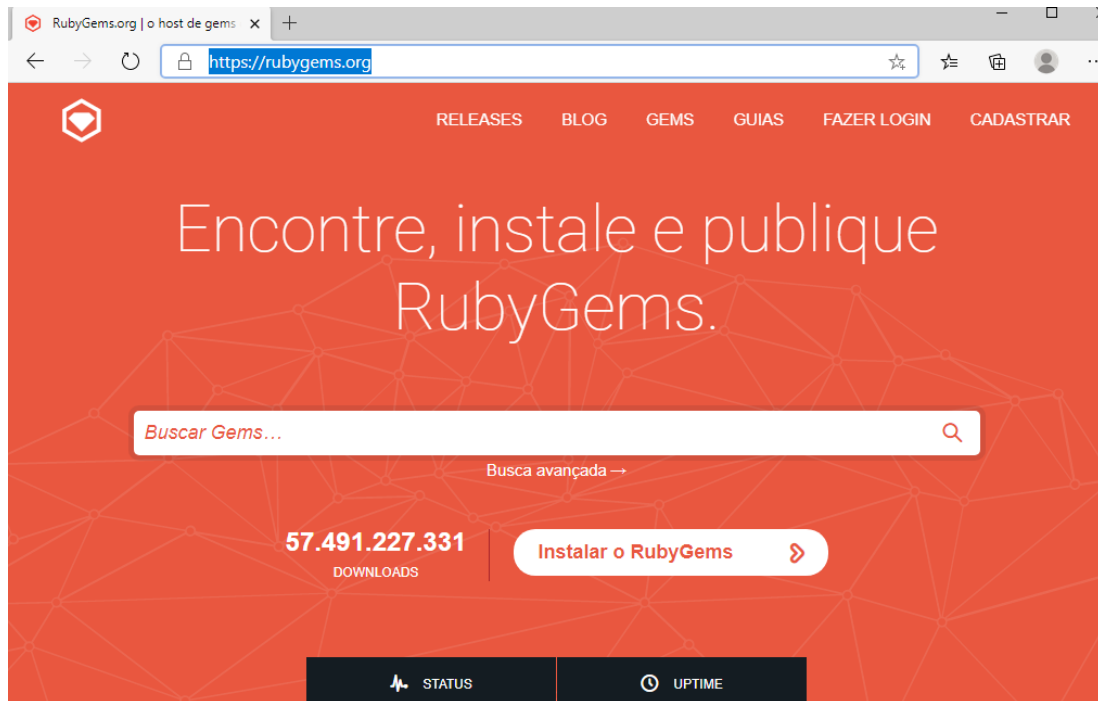 RubyGems.org | o host de gems
https://rubygems.org
RELEASES BLOG GEMS GUIAS FAZER LOGIN CADASTRAR
Encontre, instale e publique
RubyGems.
Buscar Gems...
Busca avançada →
57.491.227.331
DOWNLOADS
Instalar o RubyGems
STATUS UPTIME